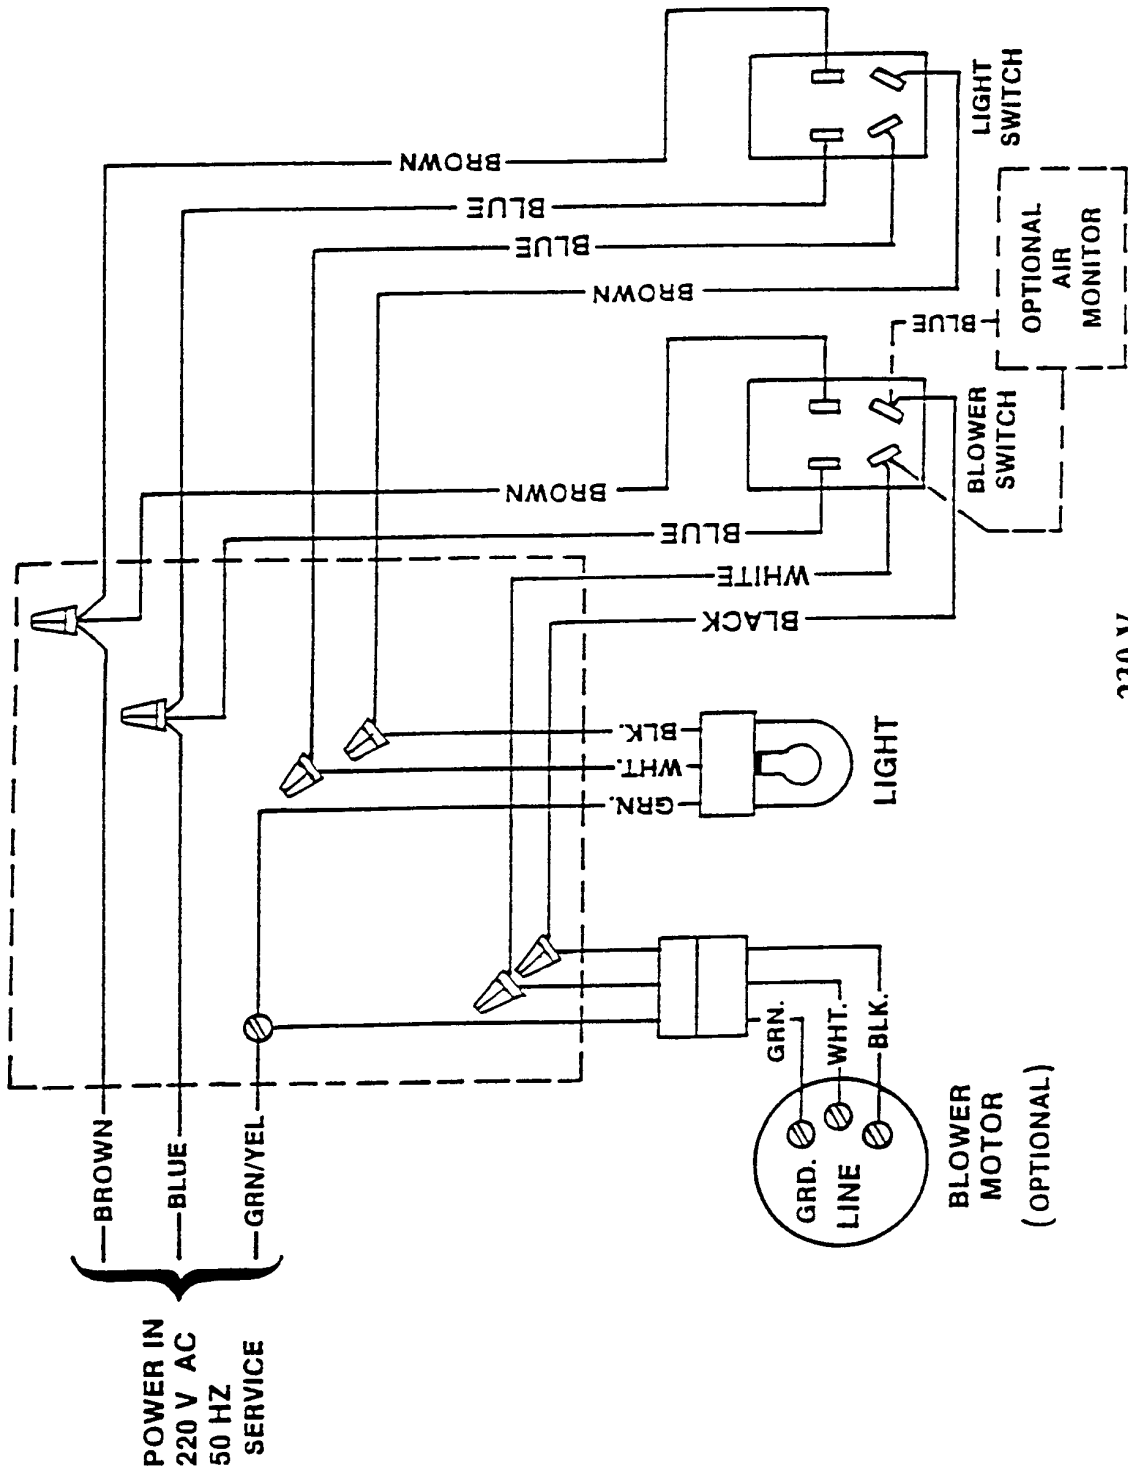 POWER IN
220 V AC
50 HZ
SERVICE
BROWN
BLUE
GRN/YEL
BROWN
BLUE
BLUE
BROWN
BROWN
BLUE
WHITE
BLACK
BLUE
LIGHT
SWITCH
BLOWER
SWITCH
OPTIONAL
AIR
MONITOR
BLK.
WHT.
GRN.
LIGHT
GRN.
WHT.
BLK.
GRD.
LINE
BLOWER
MOTOR
(OPTIONAL)